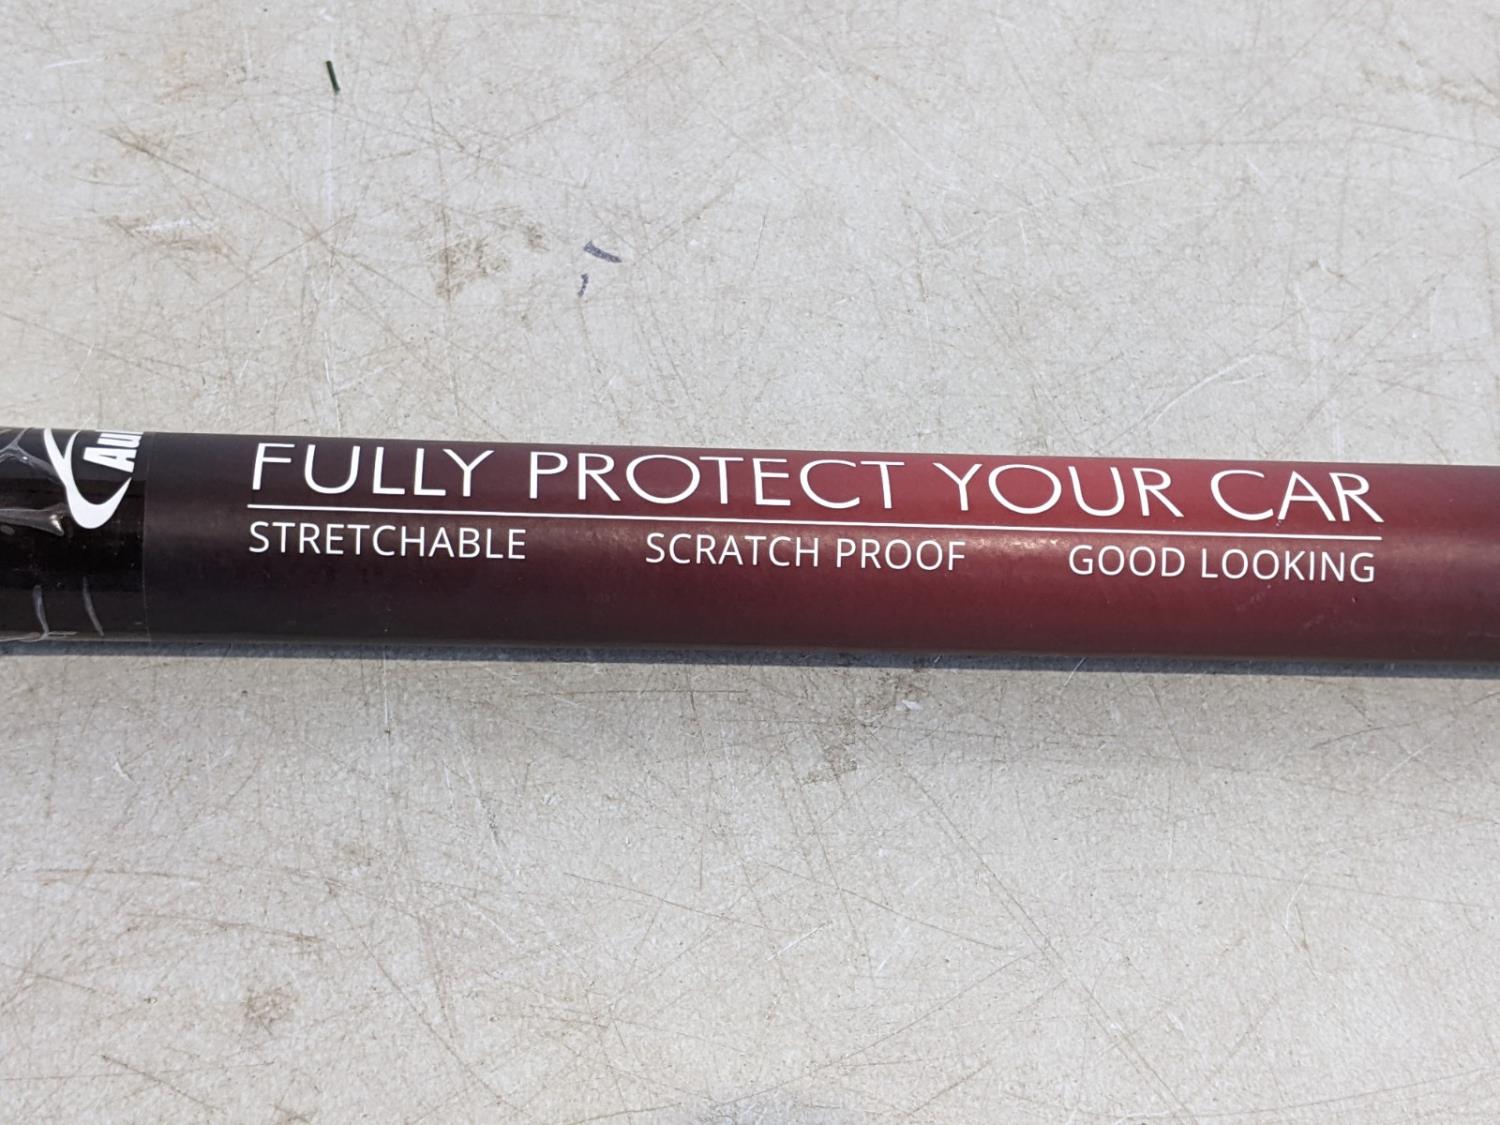 FULLY PROTECT YOUR CAR
STRETCHABLE SCRATCH PROOF GOOD LOOKING